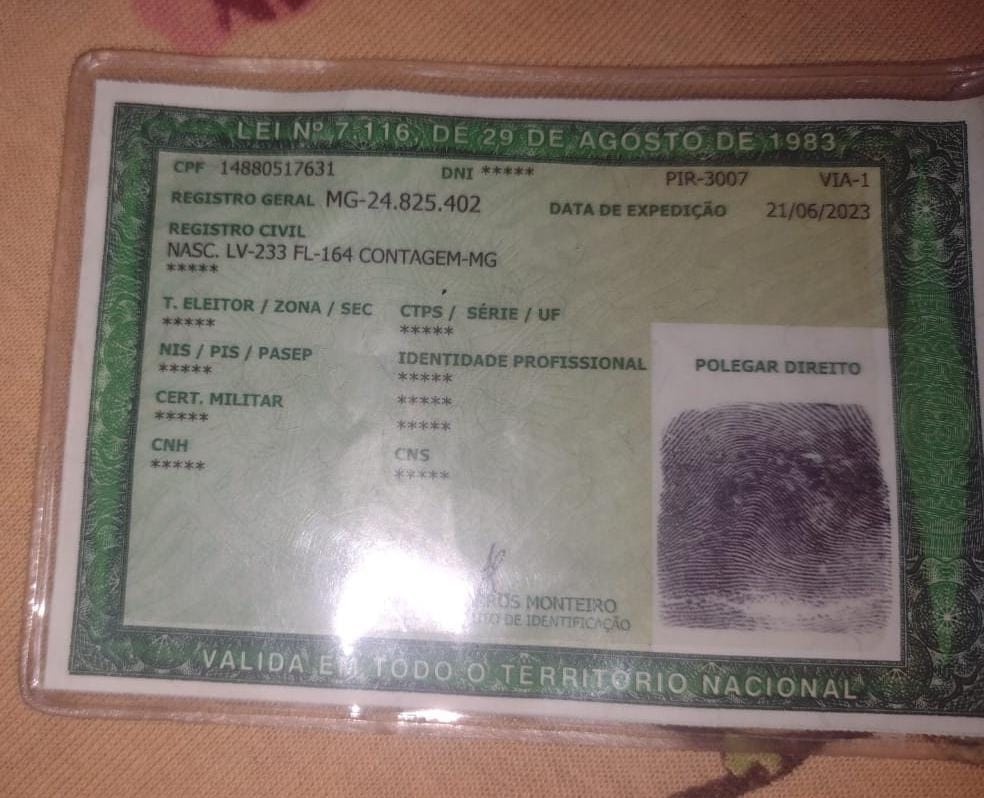 LEI Nº 7.116, DE 29 DE AGOSTO DE 1983
CPF 14880517631 DNI ***** PIR-3007 VIA-1
REGISTRO GERAL MG-24.825.402 DATA DE EXPEDIÇÃO 21/06/2023
REGISTRO CIVIL
NASC. LV-233 FL-164 CONTAGEM-MG
*****
T. ELEITOR / ZONA / SEC CTPS / SÉRIE / UF
***** *****
NIS / PIS / PASEP IDENTIDADE PROFISSIONAL POLEGAR DIREITO
***** *****
CERT. MILITAR *****
***** *****
CNH CNS
***** *****
MONTEIRO
DE IDENTIFICAÇÃO
VALIDA EM TODO O TERRITÓRIO NACIONAL